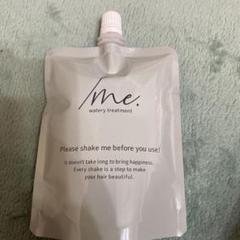 /me.
watery treatment
Please shake me before you use!
It doesn't take long to bring happiness.
Every shake is a step to make
your hair beautiful.